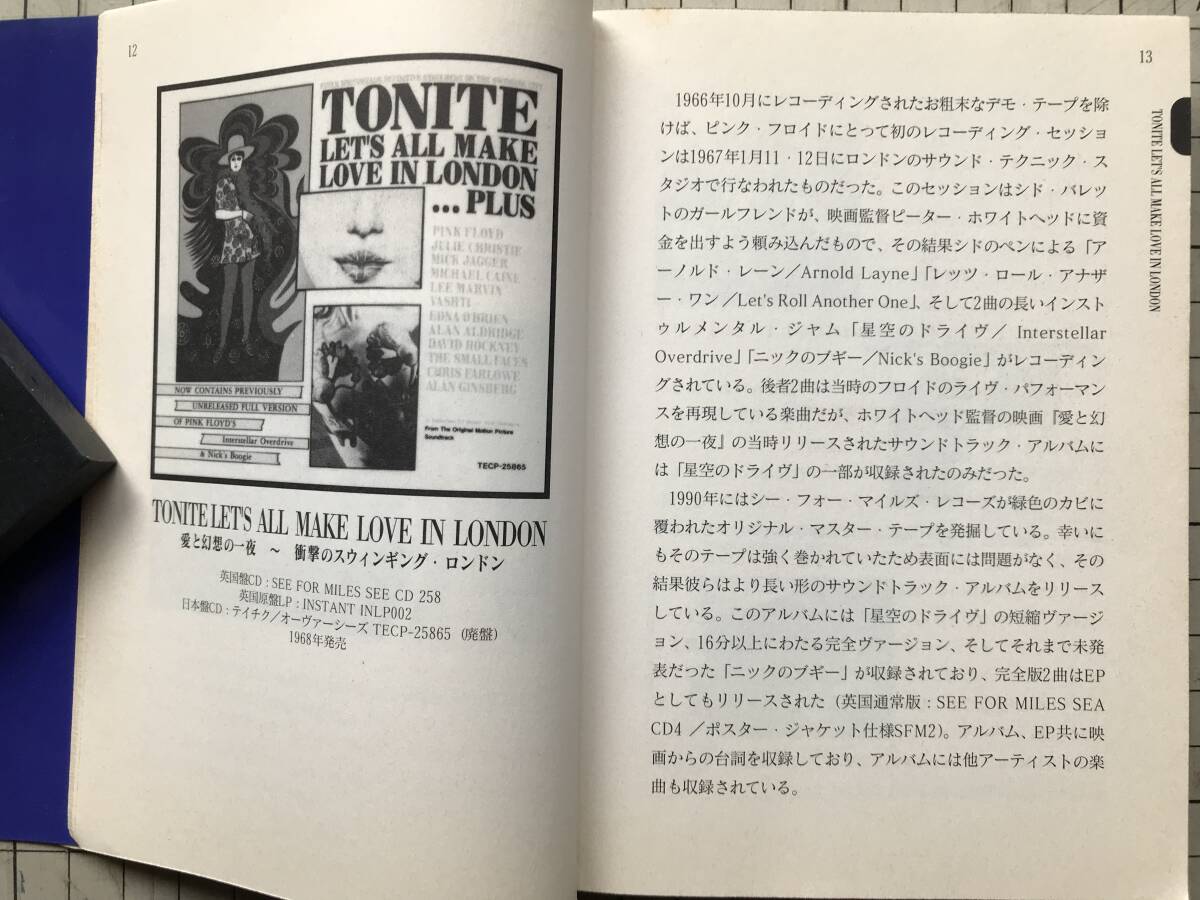 12
TONITE
LET'S ALL MAKE
LOVE IN LONDON
...PLUS
PINK FLOYD
JULIE CHRISTIE
MICK JAGGER
MICHAEL CAINE
LEE MARVIN
VASHTI
EDNA O'BRIEN
ALAN ALDRIDGE
DAVID HOCKNEY
THE SMALL FACES
CHRIS FARLOWE
ALAN GINSBERG
NOW CONTAINS PREVIOUSLY
UNRELEASED FULL VERSION
OF PINK FLOYD'S
Interstellar Overdrive
& Nick's Boogie
From The Original Motion Picture
Soundtrack
TECP-25865
TONITE LET'S ALL MAKE LOVE IN LONDON
愛と幻想の一夜 ～ 衝撃のスウィンギング・ロンドン
英国盤CD : SEE FOR MILES SEE CD 258
英国原盤LP : INSTANT INLP002
日本盤CD : テイチク／オーヴァーシーズ TECP-25865 (廃盤)
1968年発売
13
TONITE LET'S ALL MAKE LOVE IN LONDON
1966年10月にレコーディングされたお粗末なデモ・テープを除
けば、ピンク・フロイドにとって初のレコーディング・セッショ
ンは1967年1月11・12日にロンドンのサウンド・テクニック・ス
タジオで行なわれたものだった。このセッションはシド・バレッ
トのガールフレンドが、映画監督ピーター・ホワイトヘッドに資
金を出すよう頼み込んだもので、その結果シドのペンによる「ア
ーノルド・レーン／Arnold Layne」「レッツ・ロール・アナザ
ー・ワン／Let's Roll Another One」、そして2曲の長いインスト
ゥルメンタル・ジャム「星空のドライヴ／ Interstellar
Overdrive」「ニックのブギー／Nick's Boogie」がレコーディン
グされている。後者2曲は当時のフロイドのライヴ・パフォーマン
スを再現している楽曲だが、ホワイトヘッド監督の映画『愛と幻
想の一夜』の当時リリースされたサウンドトラック・アルバムに
は「星空のドライヴ」の一部が収録されたのみだった。
1990年にはシー・フォー・マイルズ・レコーズが緑色のカビに
覆われたオリジナル・マスター・テープを発掘している。幸いに
もそのテープは強く巻かれていたため表面には問題がなく、その
結果彼らはより長い形のサウンドトラック・アルバムをリリース
している。このアルバムには「星空のドライヴ」の短縮ヴァージ
ョン、16分以上にわたる完全ヴァージョン、そしてそれまで未発
表だった「ニックのブギー」が収録されており、完全版2曲はEP
としてもリリースされた（英国通常版 : SEE FOR MILES SEA
CD4 ／ポスター・ジャケット仕様SFM2)。アルバム、EP共に映
画からの台詞を収録しており、アルバムには他アーティストの楽
曲も収録されている。